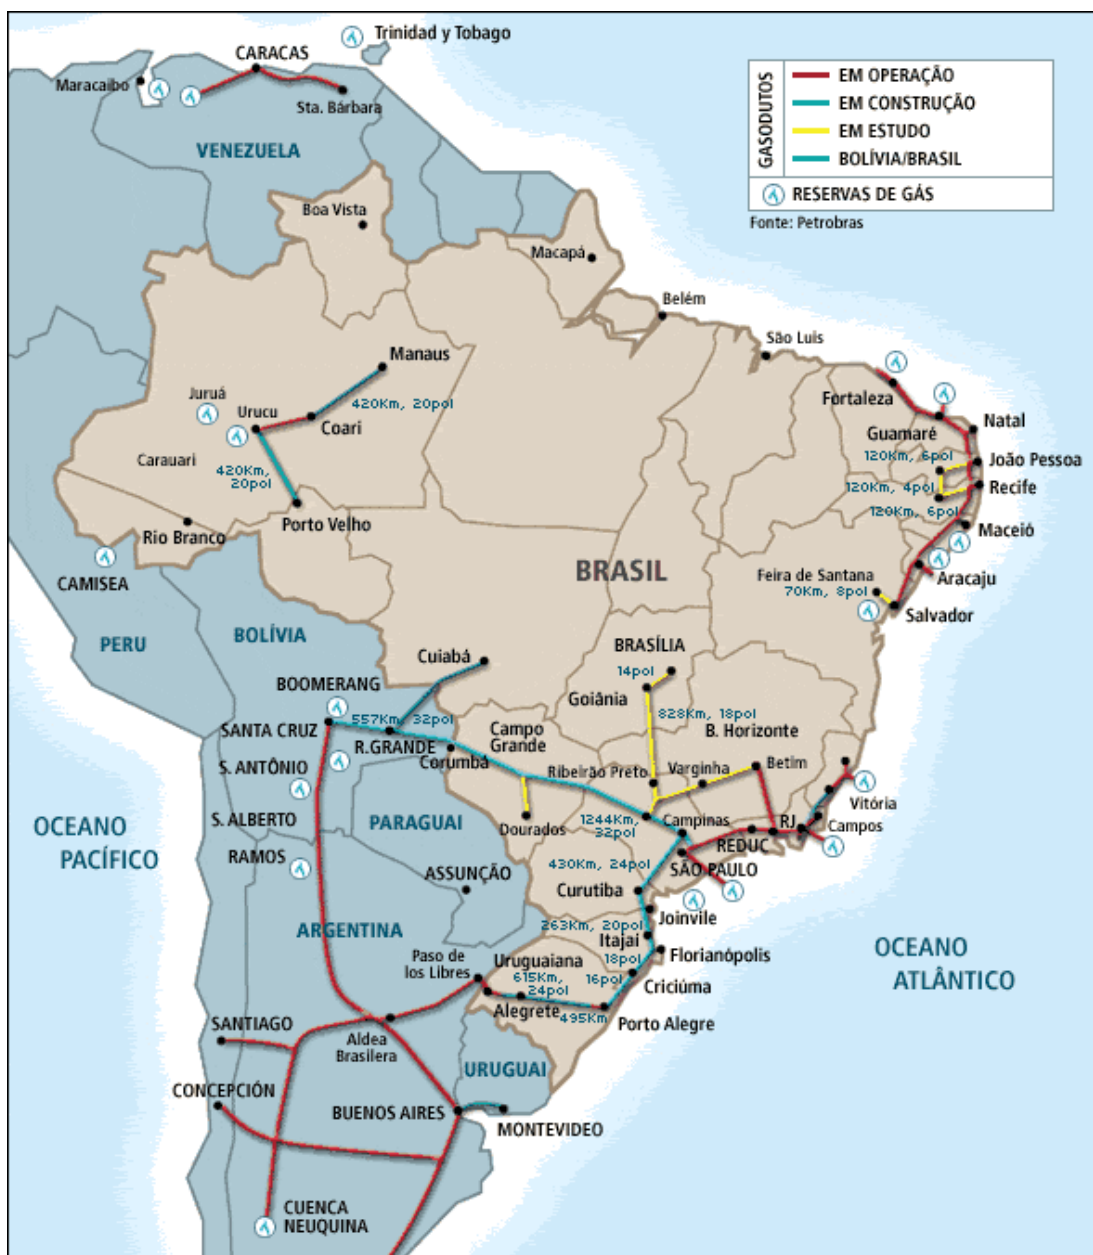 Trinidad y Tobago
CARACAS
Maracaibo
Sta. Bárbara
VENEZUELA
GASODUTOS
EM OPERAÇÃO
EM CONSTRUÇÃO
EM ESTUDO
BOLÍVIA/BRASIL
RESERVAS DE GÁS
Fonte: Petrobras
Boa Vista
Macapá
Belém
São Luis
Manaus
Juruá
Urucu
420Km, 20pol
Coari
Fortaleza
Guamaré
Natal
120Km, 6pol
João Pessoa
Carauari
420Km,
20pol
120Km, 4pol
Recife
120Km, 6pol
Porto Velho
Rio Branco
Maceió
CAMISEA
BRASIL
Feira de Santana
70Km, 8pol
Aracaju
Salvador
PERU
BOLÍVIA
Cuiabá
BRASÍLIA
14pol
BOOMERANG
Goiânia
SANTA CRUZ
557Km, 32pol
828Km, 18pol
R.GRANDE
Campo
Grande
B. Horizonte
Corumbá
S. ANTÔNIO
Ribeirão Preto
Varginha
Betim
Vitória
S. ALBERTO
PARAGUAI
Dourados
1244Km,
32pol
Campinas
RJ
Campos
OCEANO
PACÍFICO
REDUC
RAMOS
430Km, 24pol
SÃO PAULO
ASSUNÇÃO
Curutiba
Joinvile
ARGENTINA
263Km, 20pol
Itajaí
Paso de
los Libres
Uruguaiana
18pol
Florianópolis
OCEANO
ATLÂNTICO
615Km,
24pol
16pol
Criciúma
Alegrete
495Km
Porto Alegre
SANTIAGO
Aldea
Brasilera
URUGUAI
CONCEPCIÓN
BUENOS AIRES
MONTEVIDEO
CUENCA
NEUQUINA